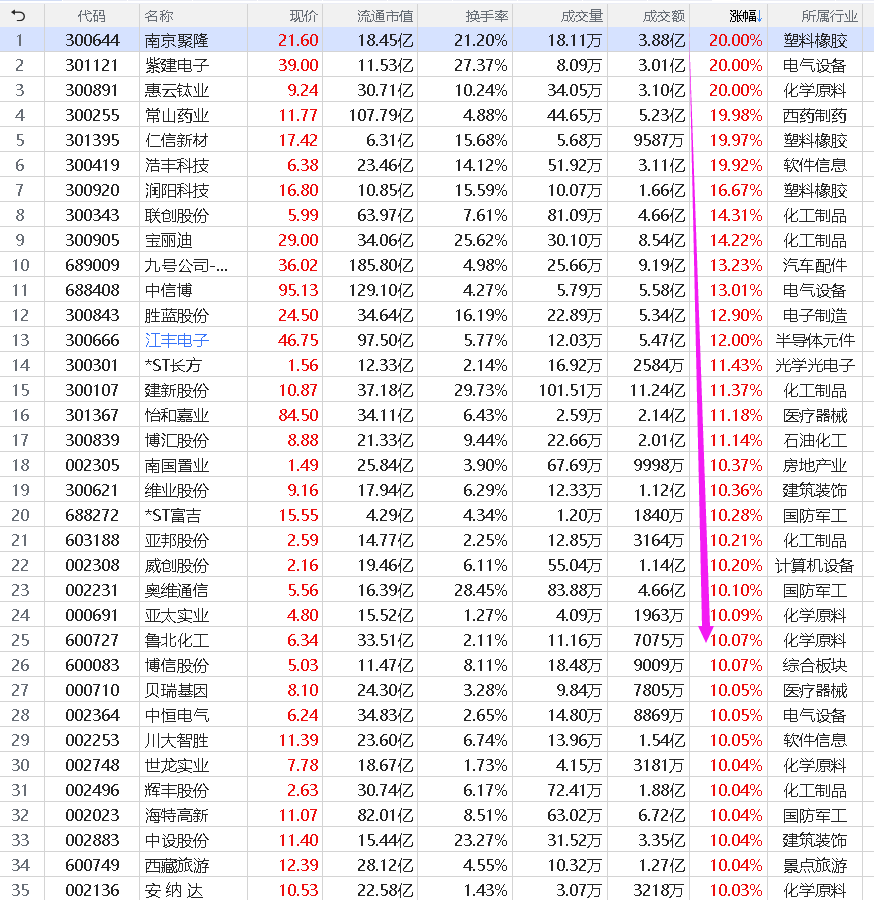 代码 名称 现价 流通市值 换手率 成交量 成交额 涨幅↓ 所属行业
1 300644 南京聚隆 21.60 18.45亿 21.20% 18.11万 3.88亿 20.00% 塑料橡胶
2 301121 紫建电子 39.00 11.53亿 27.37% 8.09万 3.01亿 20.00% 电气设备
3 300891 惠云钛业 9.24 30.71亿 10.24% 34.05万 3.10亿 20.00% 化学原料
4 300255 常山药业 11.77 107.79亿 4.88% 44.65万 5.23亿 19.98% 西药制药
5 301395 仁信新材 17.42 6.31亿 15.68% 5.68万 9587万 19.97% 塑料橡胶
6 300419 浩丰科技 6.38 23.46亿 14.12% 51.92万 3.11亿 19.92% 软件信息
7 300920 润阳科技 16.80 10.85亿 15.59% 10.07万 1.66亿 16.67% 塑料橡胶
8 300343 联创股份 5.99 63.97亿 7.61% 81.09万 4.66亿 14.31% 化工制品
9 300905 宝丽迪 29.00 34.06亿 25.62% 30.10万 8.54亿 14.22% 化工制品
10 689009 九号公司-... 36.02 185.80亿 4.98% 25.66万 9.19亿 13.23% 汽车配件
11 688408 中信博 95.13 129.10亿 4.27% 5.79万 5.58亿 13.01% 电气设备
12 300843 胜蓝股份 24.50 34.64亿 16.19% 22.89万 5.34亿 12.90% 电子制造
13 300666 江丰电子 46.75 97.50亿 5.77% 12.03万 5.47亿 12.00% 半导体元件
14 300301 *ST长方 1.56 12.33亿 2.14% 16.92万 2584万 11.43% 光学光电子
15 300107 建新股份 10.87 37.18亿 29.73% 101.51万 11.24亿 11.37% 化工制品
16 301367 怡和嘉业 84.50 34.11亿 6.43% 2.59万 2.14亿 11.18% 医疗器械
17 300839 博汇股份 8.88 21.33亿 9.44% 22.66万 2.01亿 11.14% 石油化工
18 002305 南国置业 1.49 25.84亿 3.90% 67.69万 9998万 10.37% 房地产业
19 300621 维业股份 9.16 17.94亿 6.29% 12.33万 1.12亿 10.36% 建筑装饰
20 688272 *ST富吉 15.55 4.29亿 4.34% 1.20万 1840万 10.28% 国防军工
21 603188 亚邦股份 2.59 14.77亿 2.25% 12.85万 3164万 10.21% 化工制品
22 002308 威创股份 2.16 19.46亿 6.11% 55.04万 1.14亿 10.20% 计算机设备
23 002231 奥维通信 5.56 16.39亿 28.45% 83.88万 4.66亿 10.10% 国防军工
24 000691 亚太实业 4.80 15.52亿 1.27% 4.09万 1963万 10.09% 化学原料
25 600727 鲁北化工 6.34 33.51亿 2.11% 11.16万 7075万 10.07% 化学原料
26 600083 博信股份 5.03 11.47亿 8.11% 18.48万 9009万 10.07% 综合板块
27 000710 贝瑞基因 8.10 24.30亿 3.28% 9.84万 7805万 10.05% 医疗器械
28 002364 中恒电气 6.24 34.83亿 2.65% 14.80万 8869万 10.05% 电气设备
29 002253 川大智胜 11.39 23.60亿 6.74% 13.96万 1.54亿 10.05% 软件信息
30 002748 世龙实业 7.78 18.67亿 1.73% 4.15万 3181万 10.04% 化学原料
31 002496 辉丰股份 2.63 30.74亿 6.17% 72.41万 1.88亿 10.04% 化工制品
32 002023 海特高新 11.07 82.01亿 8.51% 63.02万 6.72亿 10.04% 国防军工
33 002883 中设股份 11.40 15.44亿 23.27% 31.52万 3.35亿 10.04% 建筑装饰
34 600749 西藏旅游 12.39 28.12亿 4.55% 10.32万 1.27亿 10.04% 景点旅游
35 002136 安 纳 达 10.53 22.58亿 1.43% 3.07万 3218万 10.03% 化学原料